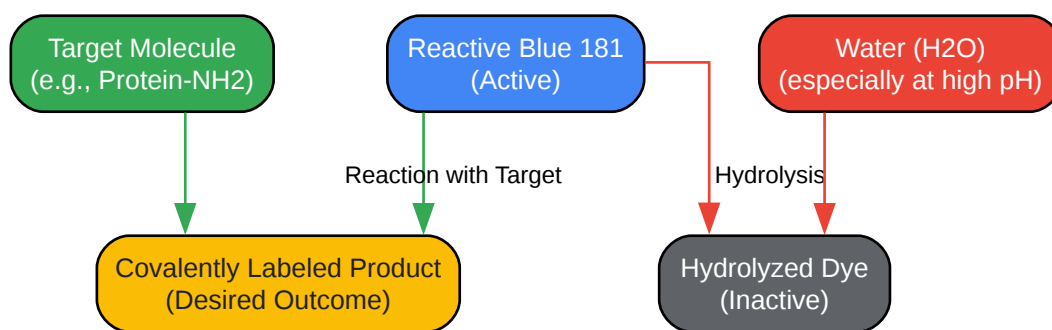 Target Molecule
(e.g., Protein-NH2)
Reactive Blue 181
(Active)
Water (H2O)
(especially at high pH)
Reaction with Target
Hydrolysis
Covalently Labeled Product
(Desired Outcome)
Hydrolyzed Dye
(Inactive)